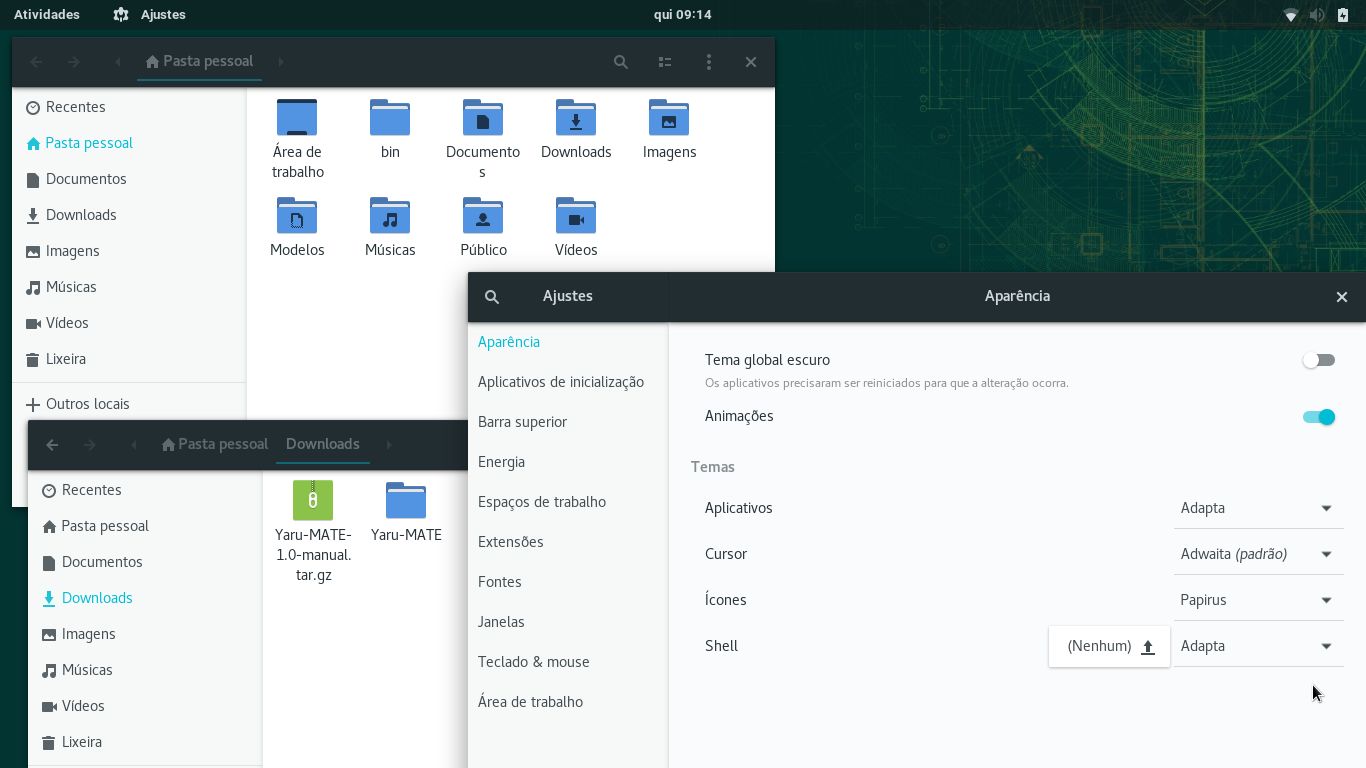 Atividades
Ajustes
qui 09:14
Pasta pessoal
Recentes
Pasta pessoal
Documentos
Downloads
Imagens
Músicas
Vídeos
Lixeira
Outros locais
Área de
trabalho
bin
Documento
s
Downloads
Imagens
Modelos
Músicas
Público
Vídeos
Pasta pessoal
Downloads
Recentes
Pasta pessoal
Documentos
Downloads
Imagens
Músicas
Vídeos
Lixeira
Yaru-MATE-
1.0-manual.
tar.gz
Yaru-MATE
Ajustes
Aparência
Aparência
Aplicativos de inicialização
Barra superior
Energia
Espaços de trabalho
Extensões
Fontes
Janelas
Teclado & mouse
Área de trabalho
Tema global escuro
Os aplicativos precisaram ser reiniciados para que a alteração ocorra.
Animações
Temas
Aplicativos
Adapta
Cursor
Adwaita (padrão)
Ícones
Papirus
Shell
(Nenhum)
Adapta